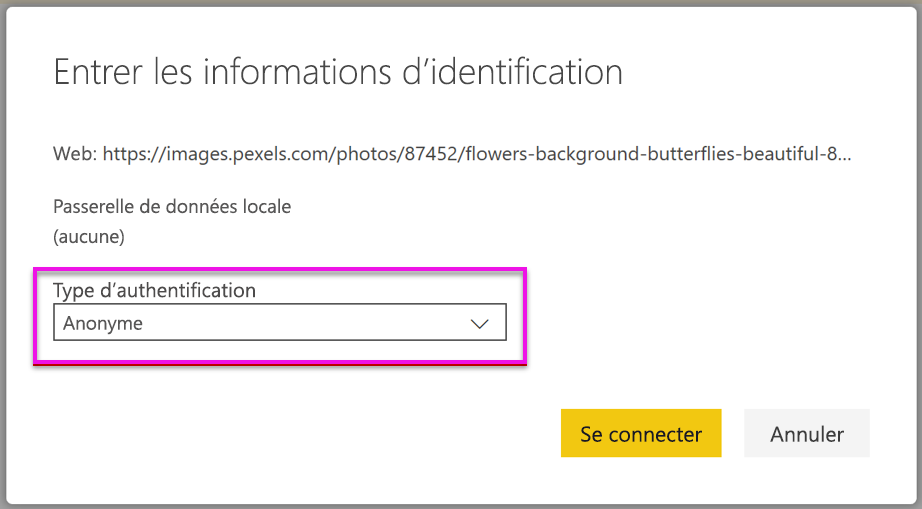 Entrer les informations d’identification
Web: https://images.pexels.com/photos/87452/flowers-background-butterflies-beautiful-8...
Passerelle de données locale
(aucune)
Type d’authentification
Anonyme
Se connecter
Annuler